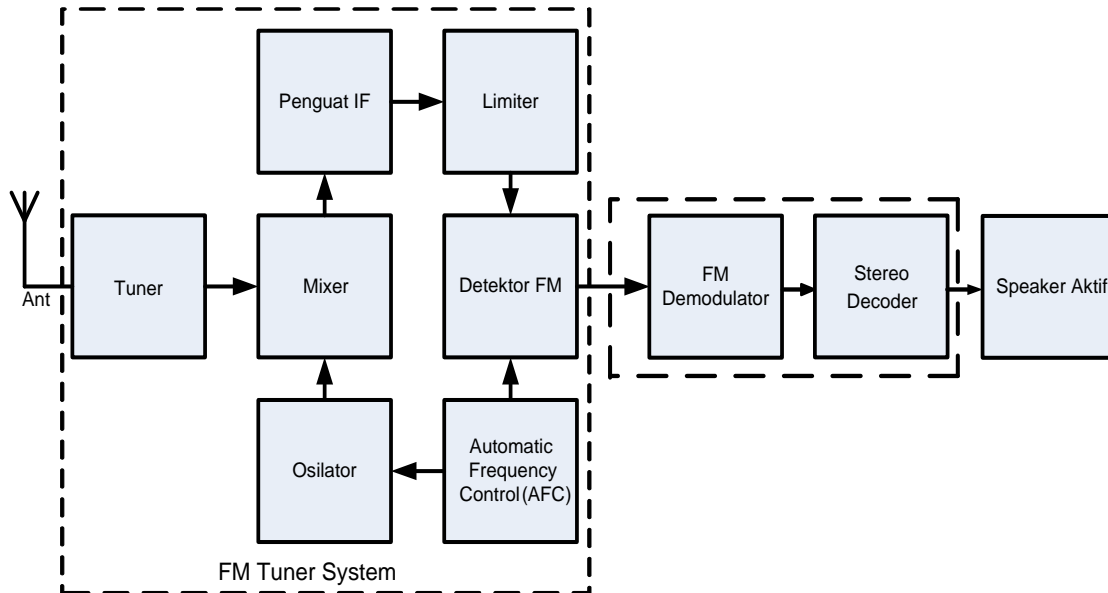 Penguat IF
Limiter
Ant
Tuner
Mixer
Detektor FM
FM
Demodulator
Stereo
Decoder
Speaker Aktif
Osilator
Automatic
Frequency
Control(AFC)
FM Tuner System